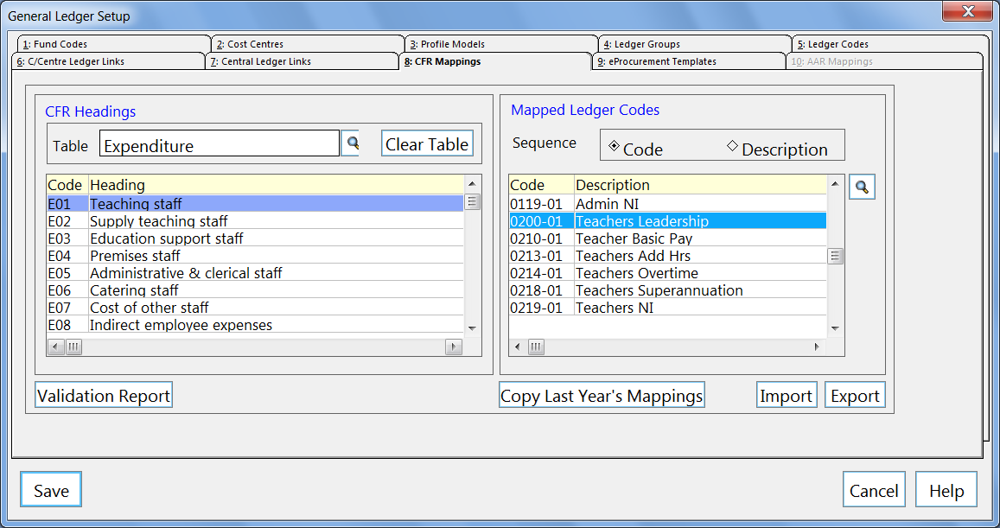 General Ledger Setup
1: Fund Codes 2: Cost Centres 3: Profile Models 4: Ledger Groups 5: Ledger Codes
6: C/Centre Ledger Links 7: Central Ledger Links 8: CFR Mappings 9: eProcurement Templates 10: AAR Mappings
CFR Headings
Table Expenditure Clear Table
Code Heading
E01 Teaching staff
E02 Supply teaching staff
E03 Education support staff
E04 Premises staff
E05 Administrative & clerical staff
E06 Catering staff
E07 Cost of other staff
E08 Indirect employee expenses
Mapped Ledger Codes
Sequence Code Description
Code Description
0119-01 Admin NI
0200-01 Teachers Leadership
0210-01 Teacher Basic Pay
0213-01 Teachers Add Hrs
0214-01 Teachers Overtime
0218-01 Teachers Superannuation
0219-01 Teachers NI
Validation Report Copy Last Year's Mappings Import Export
Save Cancel Help